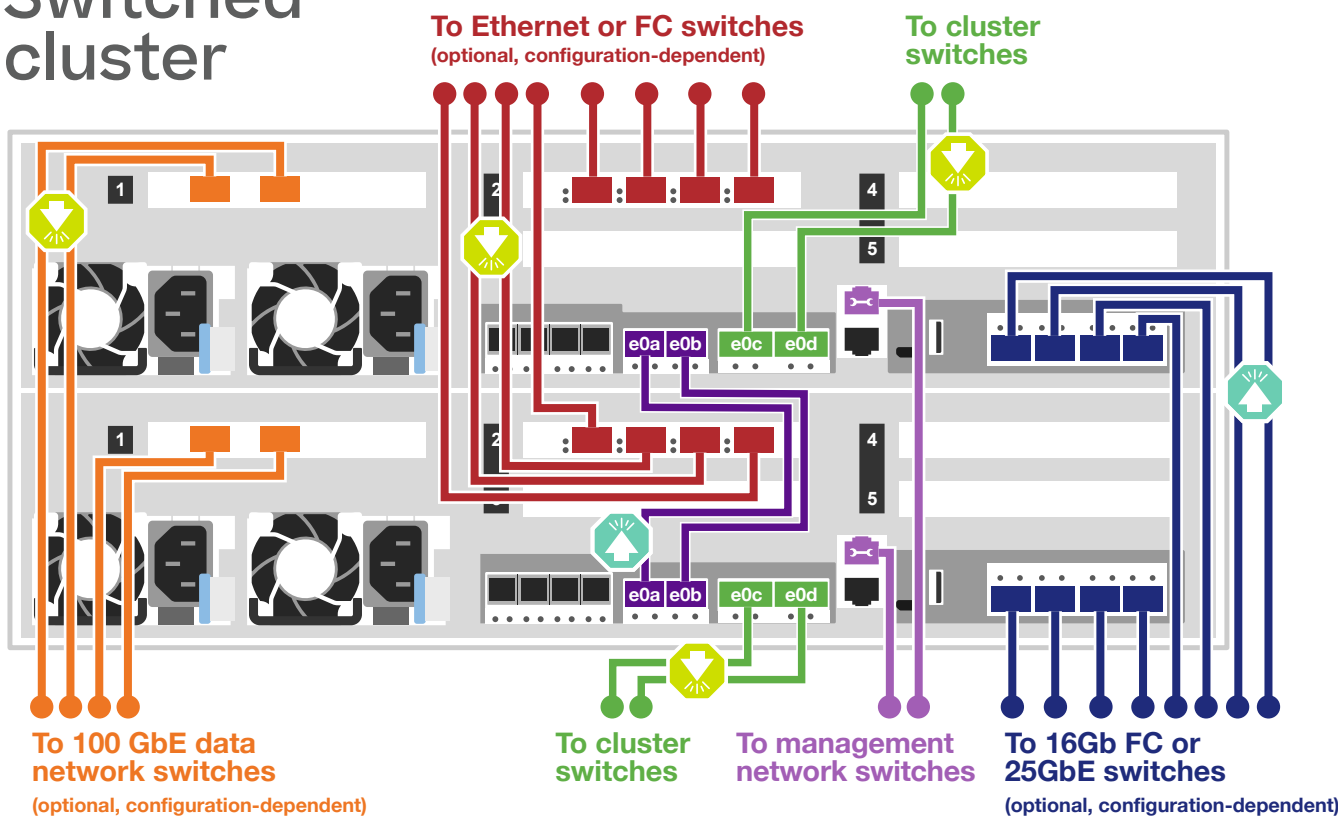 Switched
cluster
To Ethernet or FC switches
(optional, configuration-dependent)
To cluster
switches
1
2
4
5
e0a e0b e0c e0d
1
2
4
5
e0a e0b e0c e0d
To 100 GbE data
network switches
(optional, configuration-dependent)
To cluster
switches
To management
network switches
To 16Gb FC or
25GbE switches
(optional, configuration-dependent)